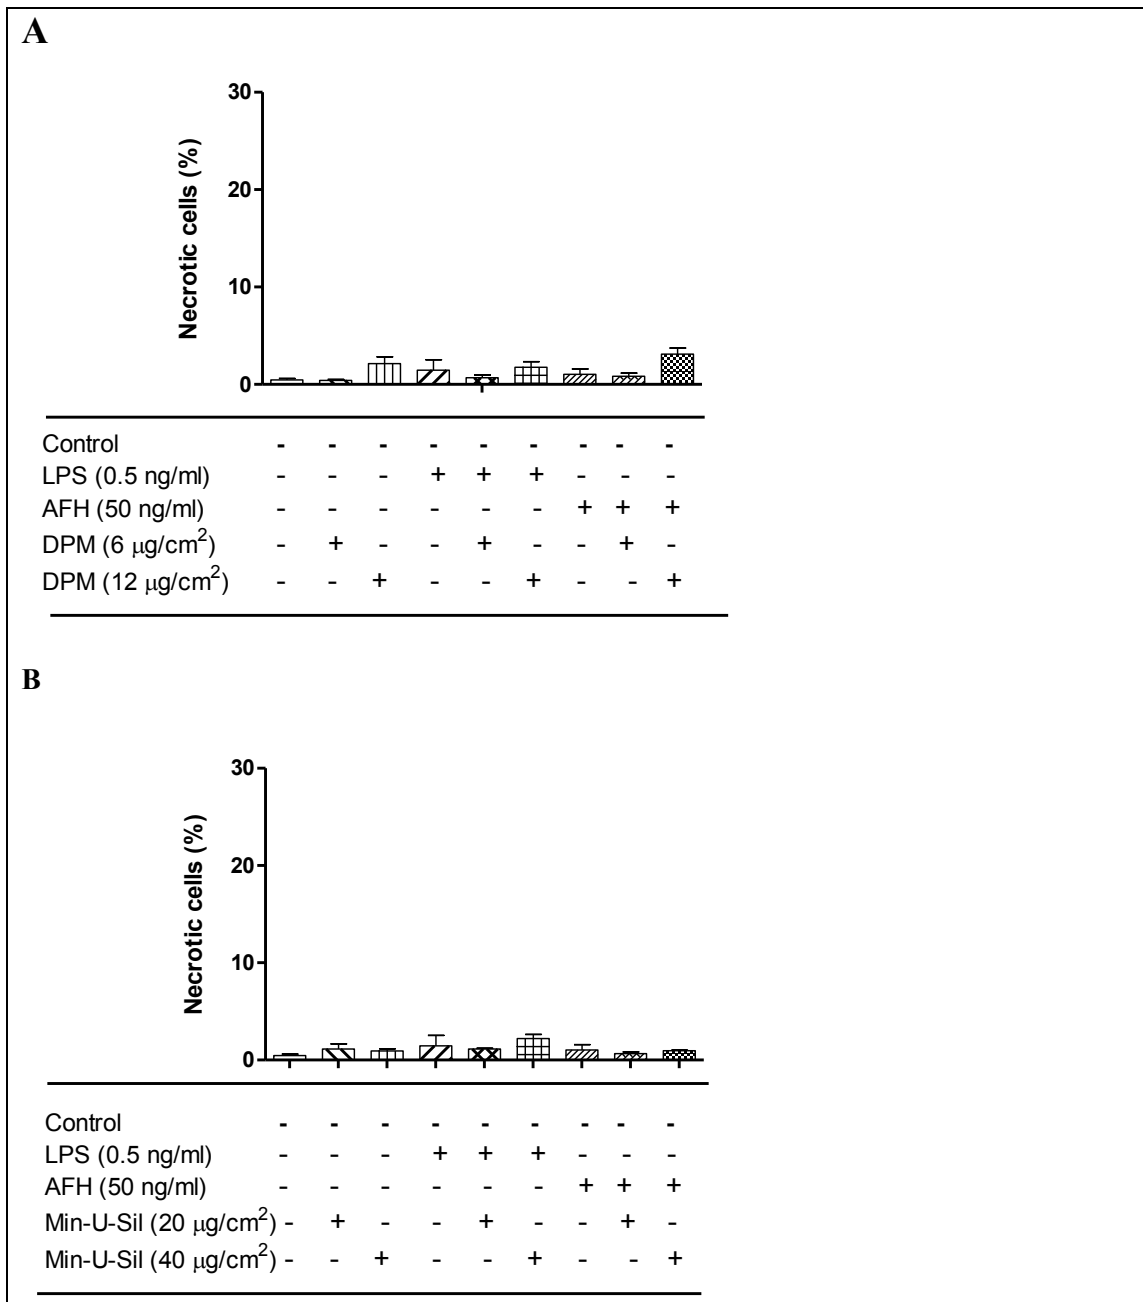 A
30
20
10
0
Necrotic cells (%)
Control - - - - - - - - -
LPS (0.5 ng/ml) - - - + + + - - -
AFH (50 ng/ml) - - - - - - + + +
DPM (6 μg/cm²) - + - - + - - + -
DPM (12 μg/cm²) - - + - - + - - +
B
30
20
10
0
Necrotic cells (%)
Control - - - - - - - - -
LPS (0.5 ng/ml) - - - + + + - - -
AFH (50 ng/ml) - - - - - - + + +
Min-U-Sil (20 μg/cm²) - + - - + - - + -
Min-U-Sil (40 μg/cm²) - - + - - + - - +